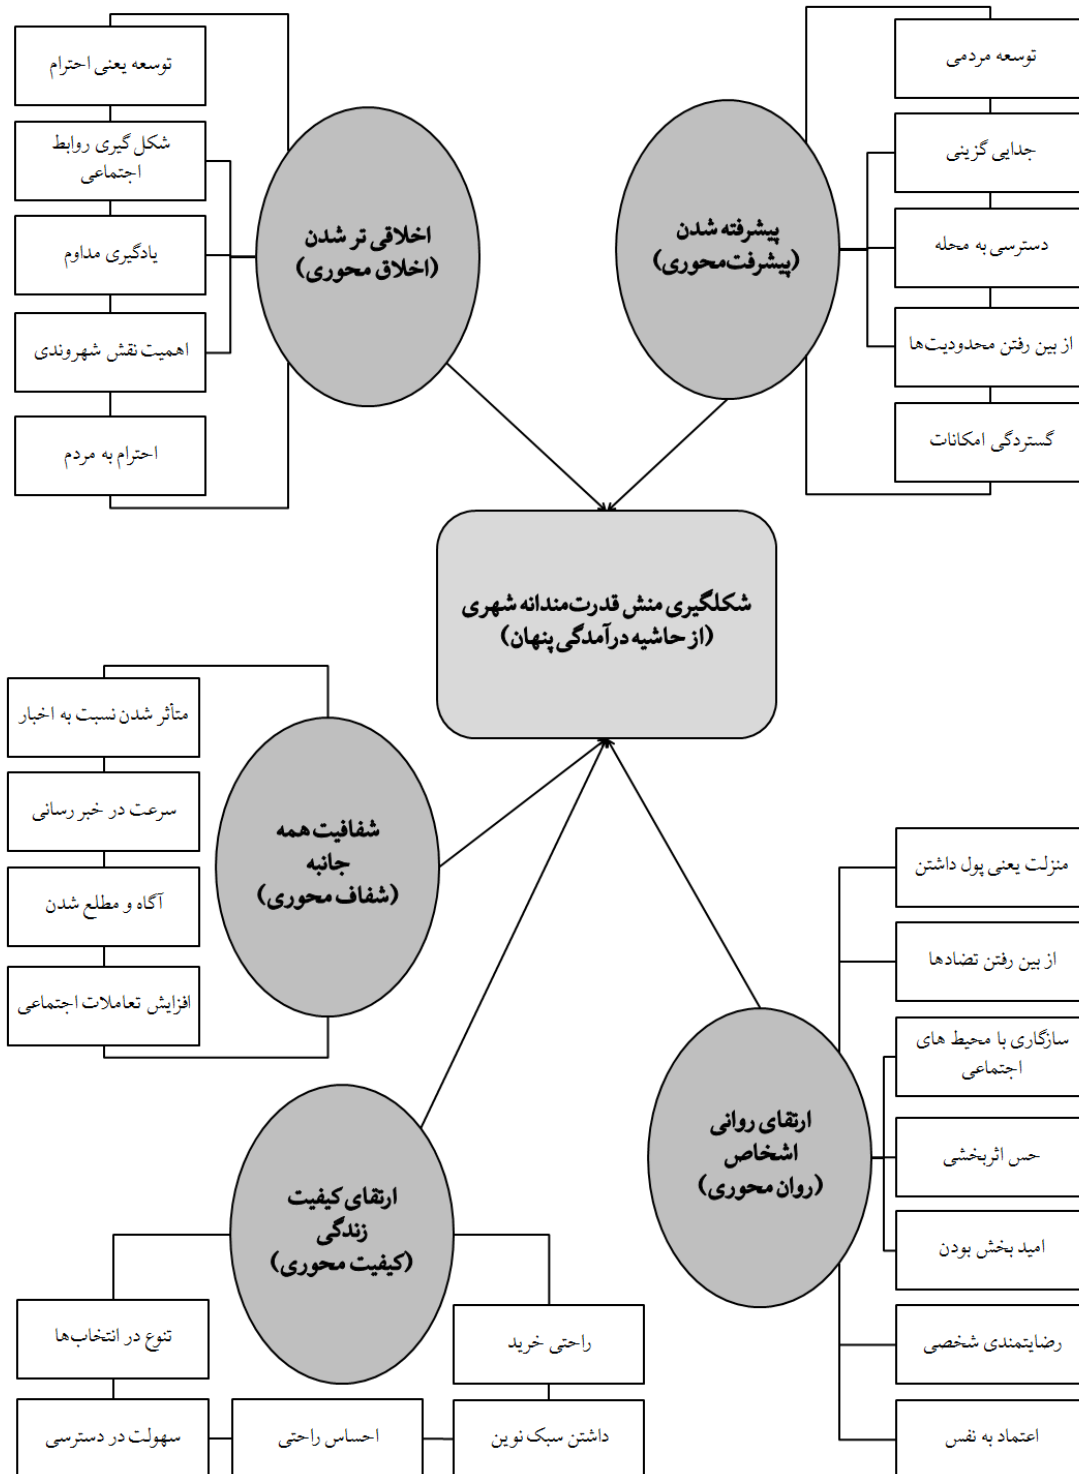 توسعه مردمی
جدایی گزینی
دسترسی به محله
از بین رفتن محدودیت‌ها
گستردگی امکانات
پیشرفته شدن
(پیشرفت‌محوری)
اخلاقی تر شدن
(اخلاق محوری)
توسعه یعنی احترام
شکل گیری روابط
اجتماعی
یادگیری مداوم
اهمیت نقش شهروندی
احترام به مردم
شکلگیری منش قدرت‌مندانه شهری
(از حاشیه درآمدگی پنهان)
شفافیت همه
جانبه
(شفاف محوری)
متأثر شدن نسبت به اخبار
سرعت در خبر رسانی
آگاه و مطلع شدن
افزایش تعاملات اجتماعی
منزلت یعنی پول داشتن
از بین رفتن تضادها
سازگاری با محیط های
اجتماعی
حس اثربخشی
امید بخش بودن
رضایتمندی شخصی
اعتماد به نفس
ارتقای روانی
اشخاص
(روان محوری)
ارتقای کیفیت
زندگی
(کیفیت محوری)
راحتی خرید
تنوع در انتخاب‌ها
داشتن سبک نوین
احساس راحتی
سهولت در دسترسی